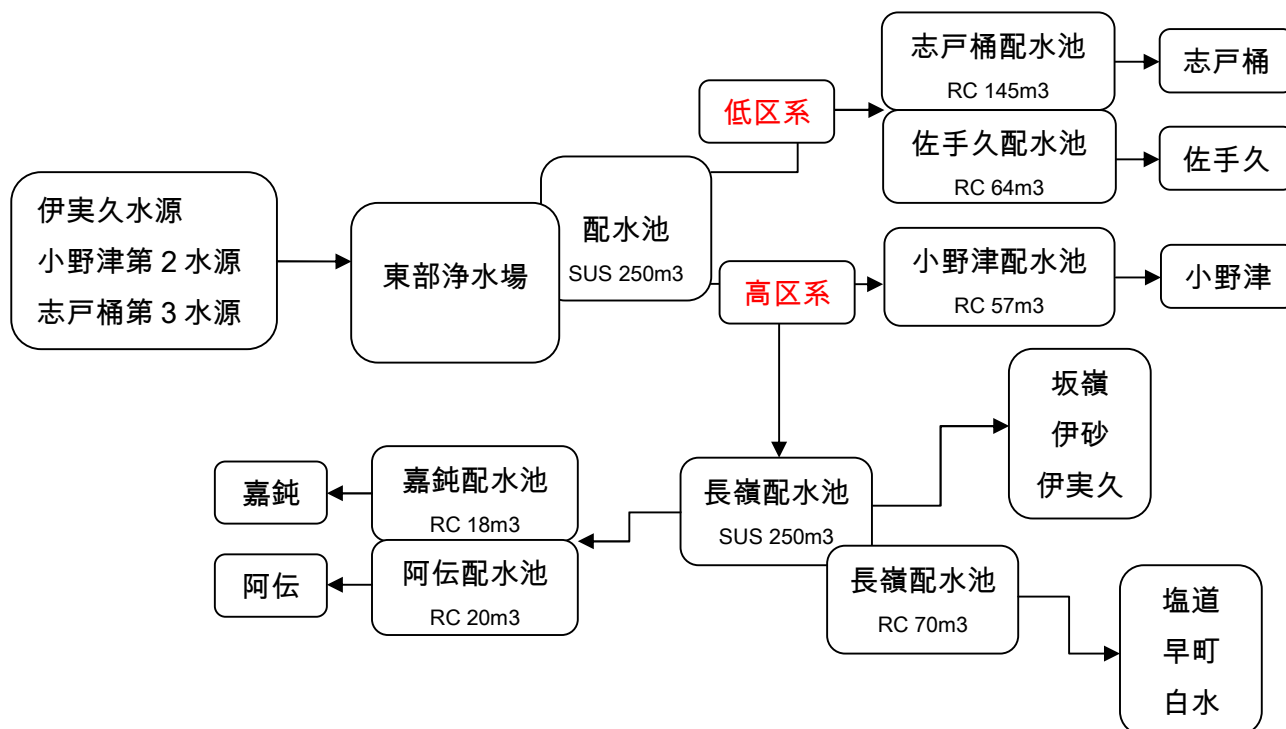 伊実久水源
小野津第２水源
志戸桶第３水源
東部浄水場
配水池
SUS 250m3
低区系
志戸桶配水池
RC 145m3
志戸桶
佐手久配水池
RC 64m3
佐手久
高区系
小野津配水池
RC 57m3
小野津
長嶺配水池
SUS 250m3
坂嶺
伊砂
伊実久
長嶺配水池
RC 70m3
塩道
早町
白水
嘉鈍配水池
RC 18m3
嘉鈍
阿伝配水池
RC 20m3
阿伝